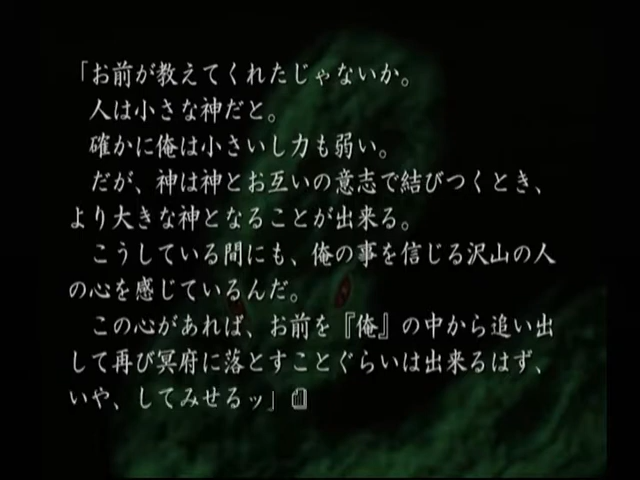 「お前が教えてくれたじゃないか。
人は小さな神だと。
確かに俺は小さいし力も弱い。
だが、神は神とお互いの意志で結びつくとき、
より大きな神となることが出来る。
こうしている間にも、俺の事を信じる沢山の人
の心を感じているんだ。
この心があれば、お前を『俺』の中から追い出
して再び冥府に落とすことぐらいは出来るはず、
いや、してみせるッ」